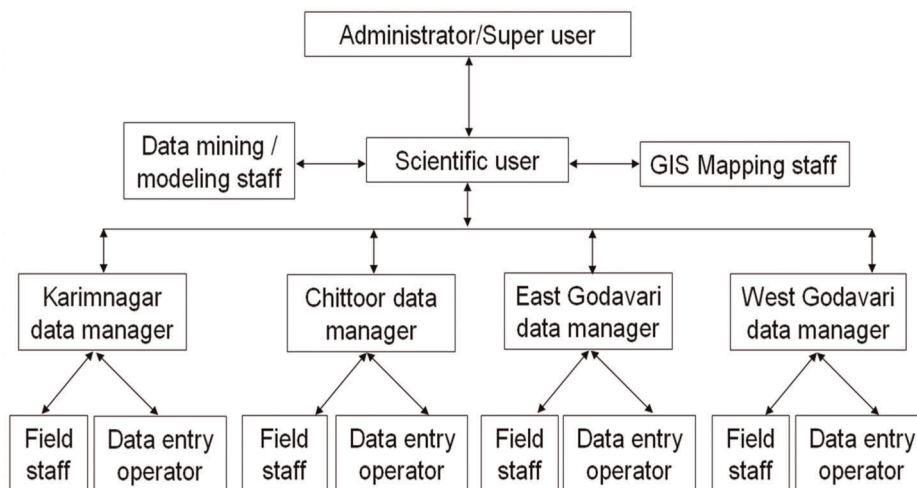 Administrator/Super user
Data mining /
modeling staff
Scientific user
GIS Mapping staff
Karimnagar
data manager
Chittoor data
manager
East Godavari
data manager
West Godavari
data manager
Field
staff
Data entry
operator
Field
staff
Data entry
operator
Field
staff
Data entry
operator
Field
staff
Data entry
operator